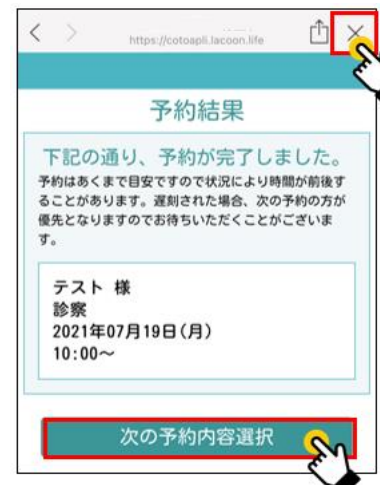 https://cotoapli.lacoon.life
予約結果
下記の通り、予約が完了しました。
予約はあくまで目安ですので状況により時間が前後す
ることがあります。遅刻された場合、次の予約の方が
優先となりますのでお待ちいただくことがございま
す。
テスト 様
診察
2021年07月19日(月)
10:00～
次の予約内容選択